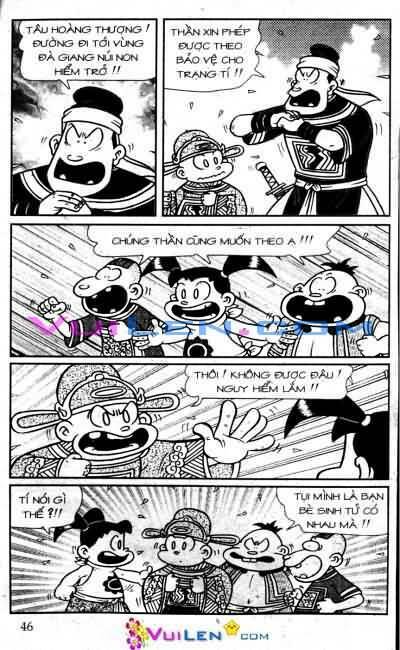 TÂU HOÀNG THƯỢNG!
ĐƯỜNG ĐI TỚI VÙNG
ĐÀ GIANG NÚI NON
HIỂM TRỞ!!
THẦN XIN PHÉP
ĐƯỢC THEO
BẢO VỆ CHO
TRẠNG TÍ!!
CHÚNG THẦN CŨNG MUỐN THEO Ạ!!!
VUILEN.COM
THÔI! KHÔNG ĐƯỢC ĐÂU!
NGUY HIỂM LẮM!!
TÍ NÓI GÌ
THẾ?!!
TỤI MÌNH LÀ BẠN
BÈ SINH TỬ CÓ
NHAU MÀ!!
46
VUILEN.COM